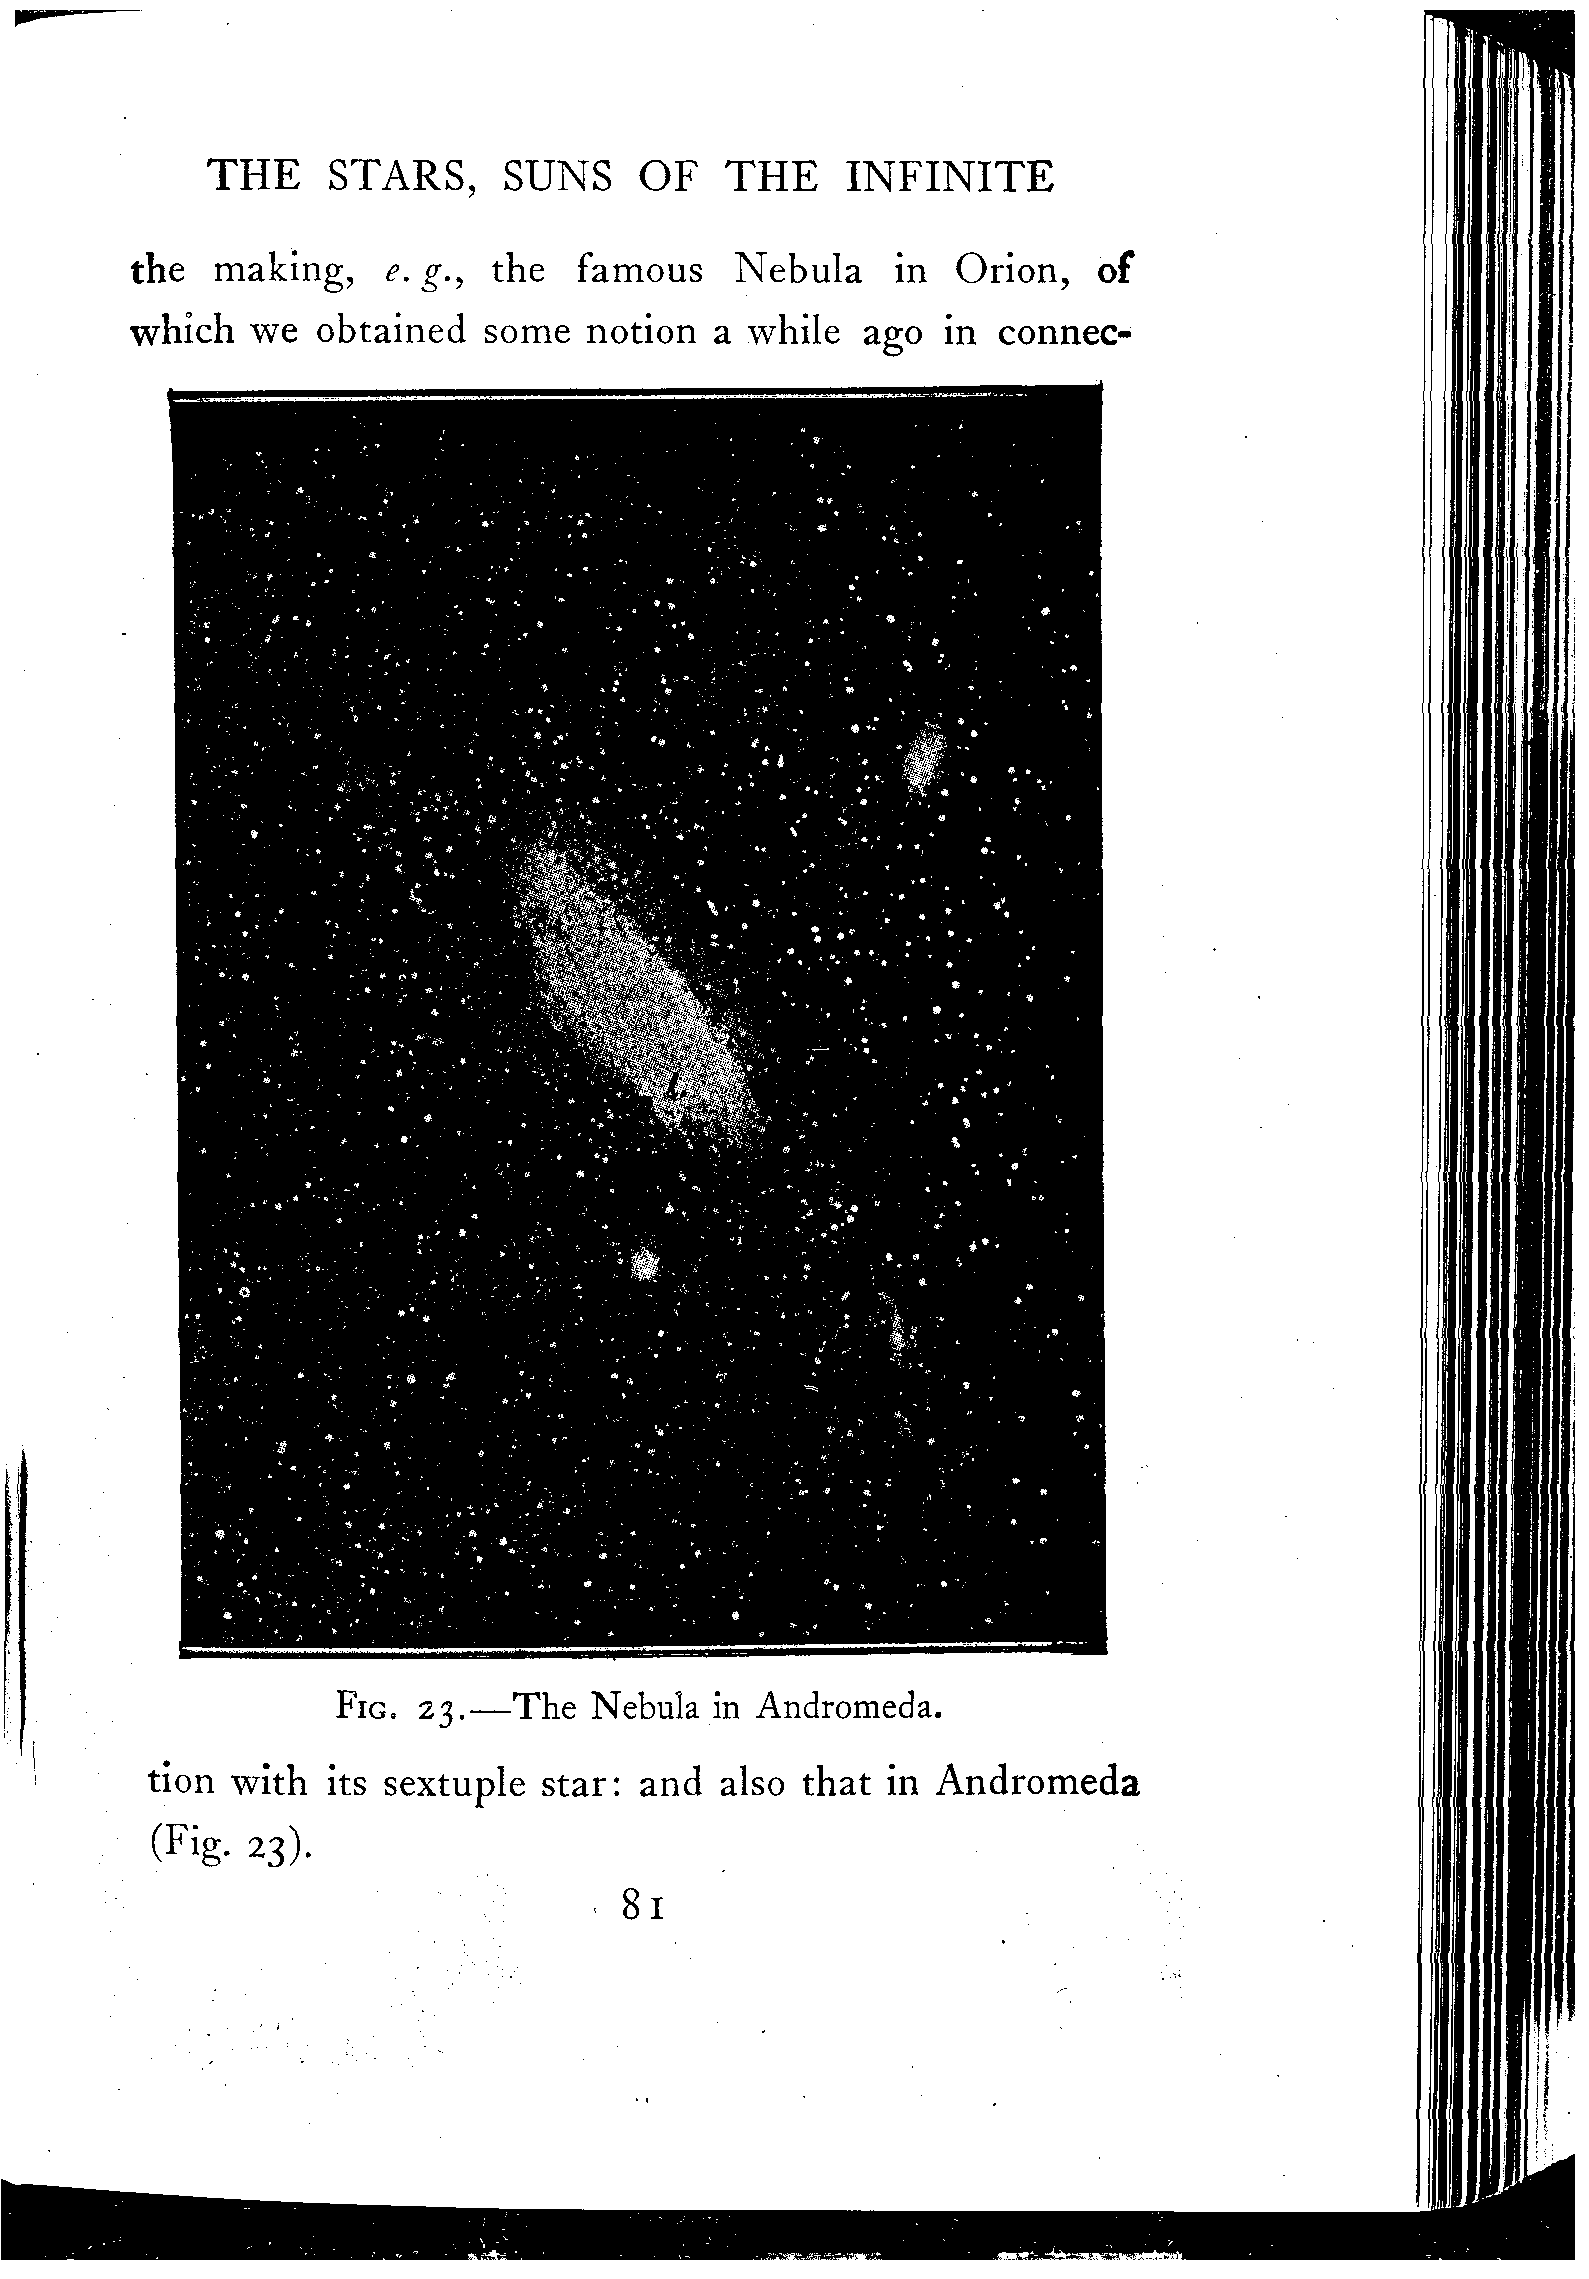 THE STARS, SUNS OF THE INFINITE
the making, e. g., the famous Nebula in Orion, of
which we obtained some notion a while ago in connec-
FIG. 23.—The Nebula in Andromeda.
tion with its sextuple star: and also that in Andromeda
(Fig. 23).
81